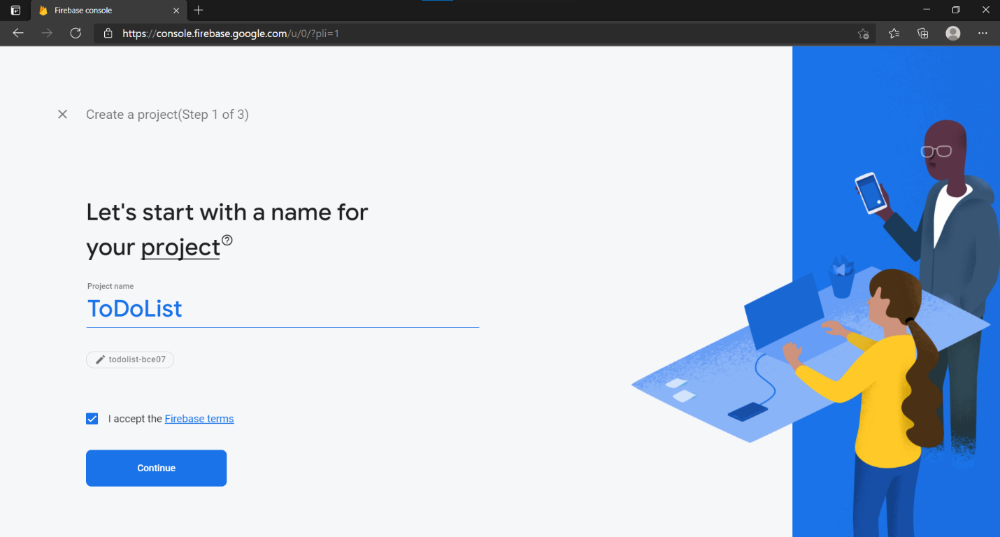 Firebase console
https://console.firebase.google.com/u/0/?pli=1
Create a project(Step 1 of 3)
Let's start with a name for
your project
Project name
ToDoList
todolist-bce07
I accept the Firebase terms
Continue